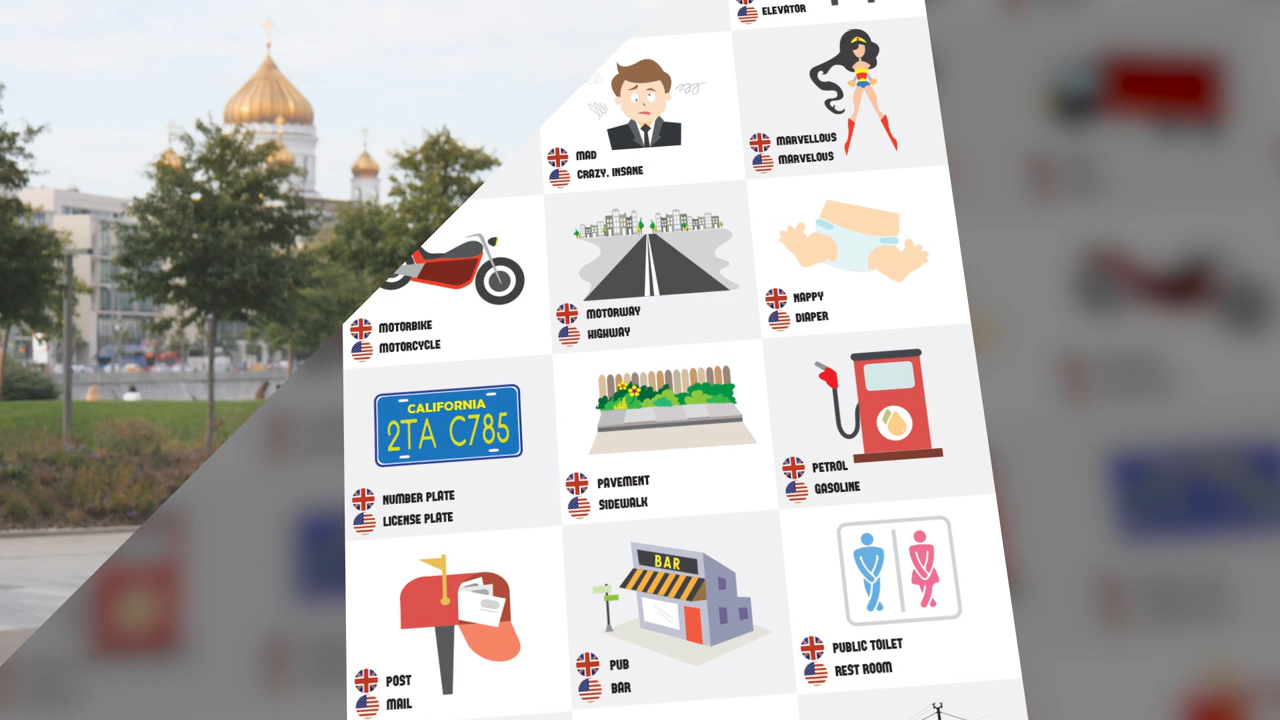 ELEVATOR
MAD
CRAZY, INSANE
MARVELLOUS
MARVELOUS
MOTORBIKE
MOTORCYCLE
MOTORWAY
HIGHWAY
NAPPY
DIAPER
CALIFORNIA
2TA C785
NUMBER PLATE
LICENSE PLATE
PAVEMENT
SIDEWALK
PETROL
GASOLINE
POST
MAIL
BAR
PUB
BAR
PUBLIC TOILET
REST ROOM